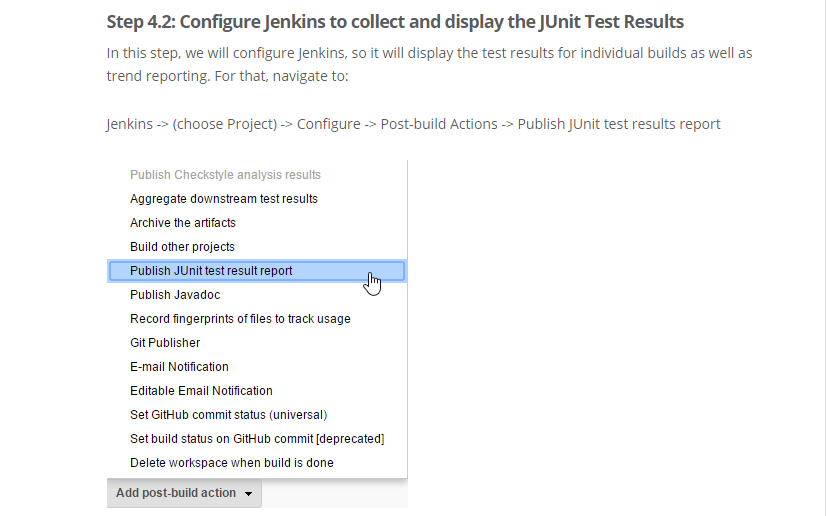 Step 4.2: Configure Jenkins to collect and display the JUnit Test Results
In this step, we will configure Jenkins, so it will display the test results for individual builds as well as
trend reporting. For that, navigate to:
Jenkins -> (choose Project) -> Configure -> Post-build Actions -> Publish JUnit test results report
Publish Checkstyle analysis results
Aggregate downstream test results
Archive the artifacts
Build other projects
Publish JUnit test result report
Publish Javadoc
Record fingerprints of files to track usage
Git Publisher
E-mail Notification
Editable Email Notification
Set GitHub commit status (universal)
Set build status on GitHub commit [deprecated]
Delete workspace when build is done
Add post-build action